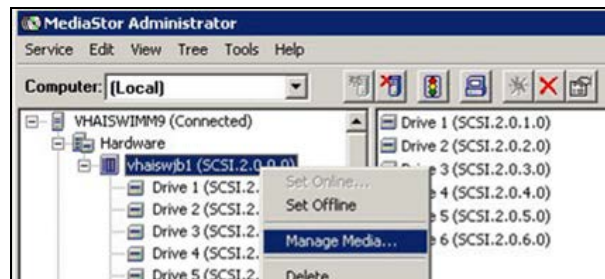 MediaStor Administrator
Service Edit View Tree Tools Help
Computer: (Local)
VHAISWIMM9 (Connected)
Hardware
vhaiswjb1 (SCSI.2.0.0.0)
Drive 1 (SCSI.2.
Drive 2 (SCSI.2.
Drive 3 (SCSI.2.
Drive 4 (SCSI.2.
Drive 5 (SCSI.2.
Set Online...
Set Offline
Manage Media...
Delete
Drive 1 (SCSI.2.0.1.0)
Drive 2 (SCSI.2.0.2.0)
3 (SCSI.2.0.3.0)
4 (SCSI.2.0.4.0)
5 (SCSI.2.0.5.0)
6 (SCSI.2.0.6.0)